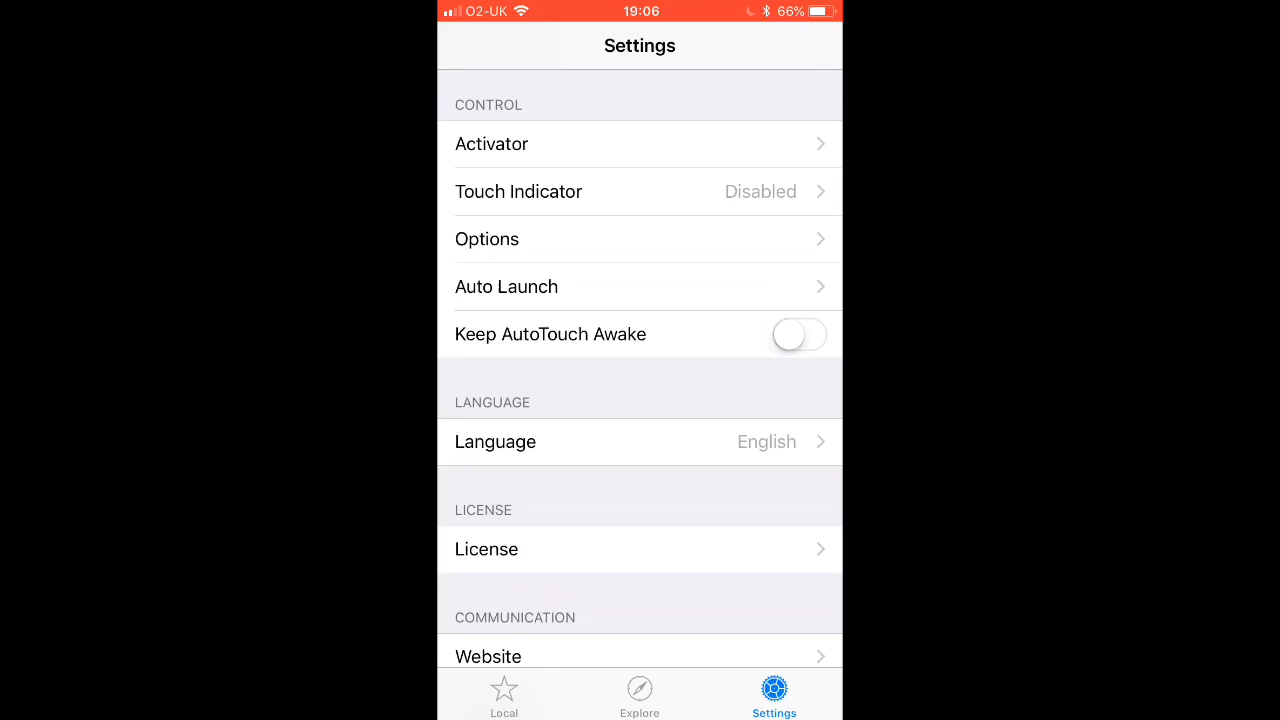 O2-UK 19:06 66%
Settings
CONTROL
Activator
Touch Indicator Disabled
Options
Auto Launch
Keep AutoTouch Awake
LANGUAGE
Language English
LICENSE
License
COMMUNICATION
Website
Local Explore Settings